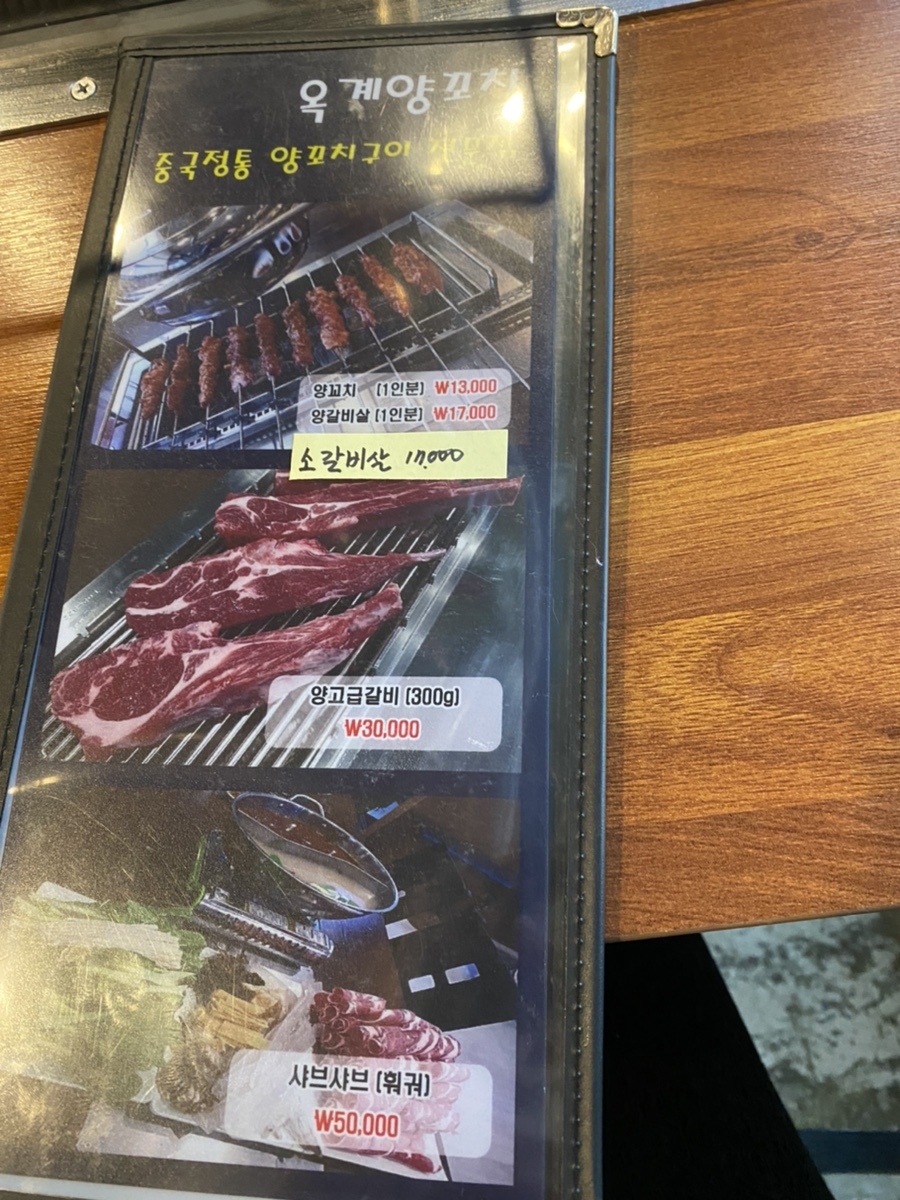 옥계양꼬치
중국정통 양꼬치구이
양꼬치 (1인분) ₩13,000
양갈비살 (1인분) ₩17,000
소갈비살 17.000
양고급갈비 (300g)
₩30,000
샤브샤브 (훠궈)
₩50,000